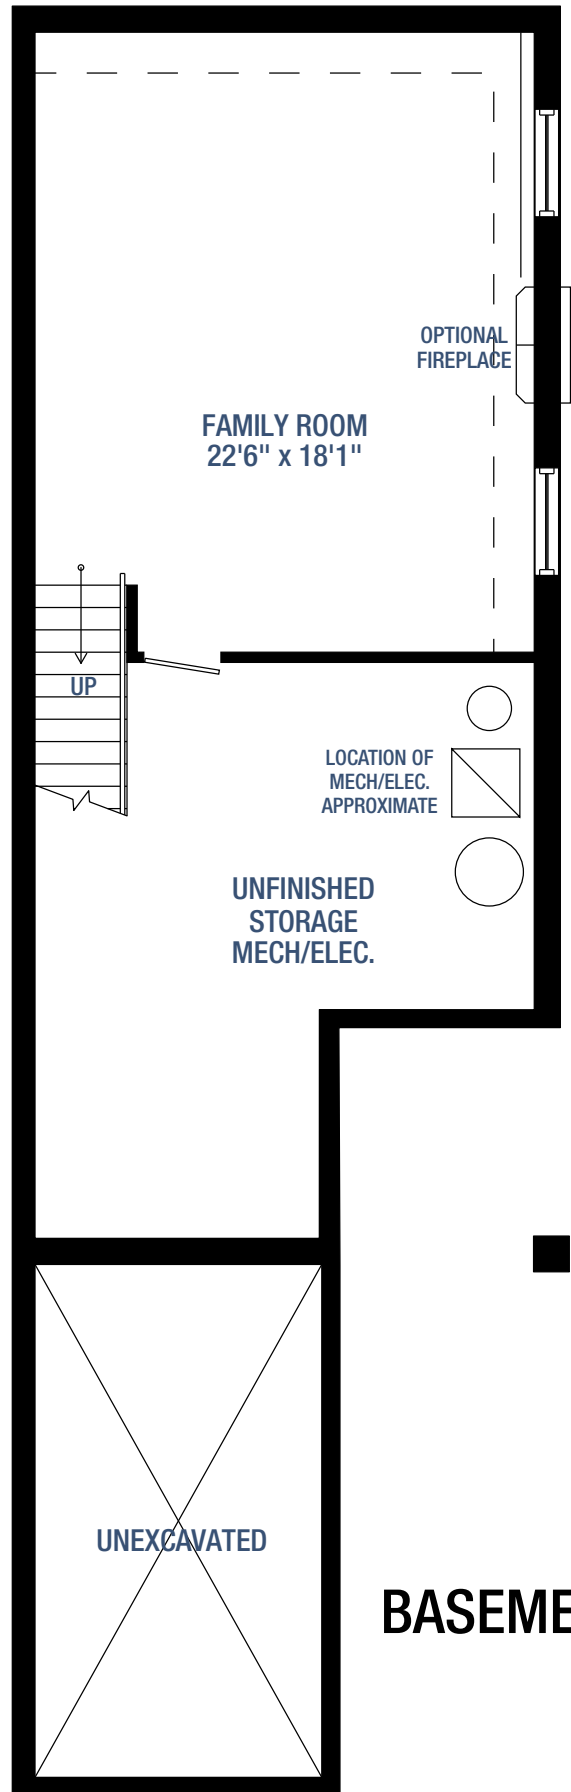 OPTIONAL
FIREPLACE
FAMILY ROOM
22'6" x 18'1"
UP
LOCATION OF
MECH/ELEC.
APPROXIMATE
UNFINISHED
STORAGE
MECH/ELEC.
UNEXCAVATED
BASEME